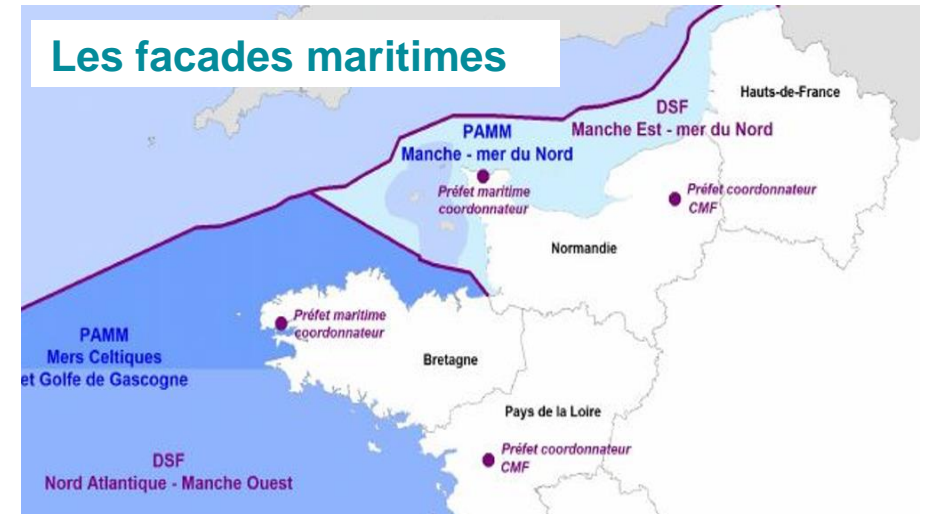 Les facades maritimes
Hauts-de-France
DSF
Manche Est - mer du Nord
PAMM
Manche - mer du Nord
Préfet maritime
coordonnateur
Préfet coordonnateur
CMF
Normandie
Préfet maritime
coordonnateur
PAMM
Mers Celtiques
et Golfe de Gascogne
Bretagne
Pays de la Loire
Préfet coordonnateur
CMF
DSF
Nord Atlantique - Manche Ouest